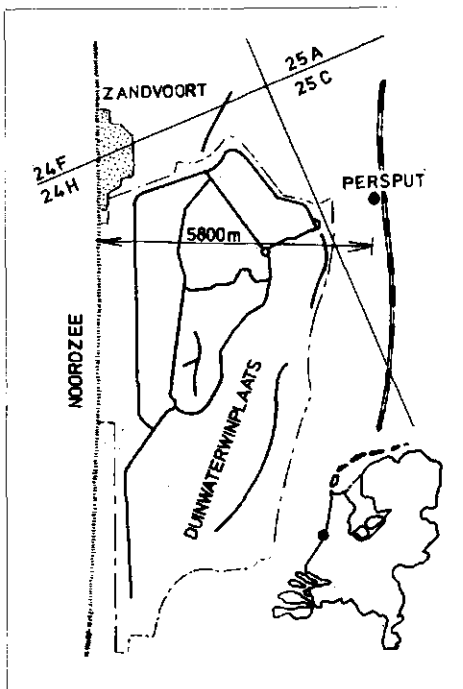 ZANDVOORT
25A
25C
24F
24H
PERSPUT
5800m
NOORDZEE
DUINWATERWINPLAATS